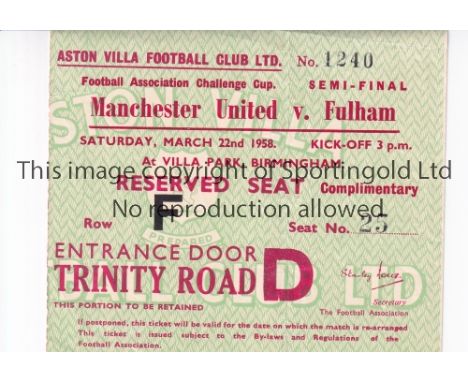 ASTON VILLA FOOTBALL CLUB LTD. No. 1240
Football Association Challenge Cup. SEMI-FINAL
Manchester United v. Fulham
SATURDAY, MARCH 22nd 1958. KICK-OFF 3 p.m.
At VILLA PARK, BIRMINGHAM
This image copyright of Sportingold Ltd
RESERVED SEAT Complimentary
No reproduction allowed
Row F Seat No. 25
ENTRANCE DOOR
TRINITY ROAD D
Secretary
THIS PORTION TO BE RETAINED The Football Association
If postponed, this ticket will be valid for the date on which the match is re-arranged
This ticket is issued subject to the By-laws and Regulations of the
Football Association.